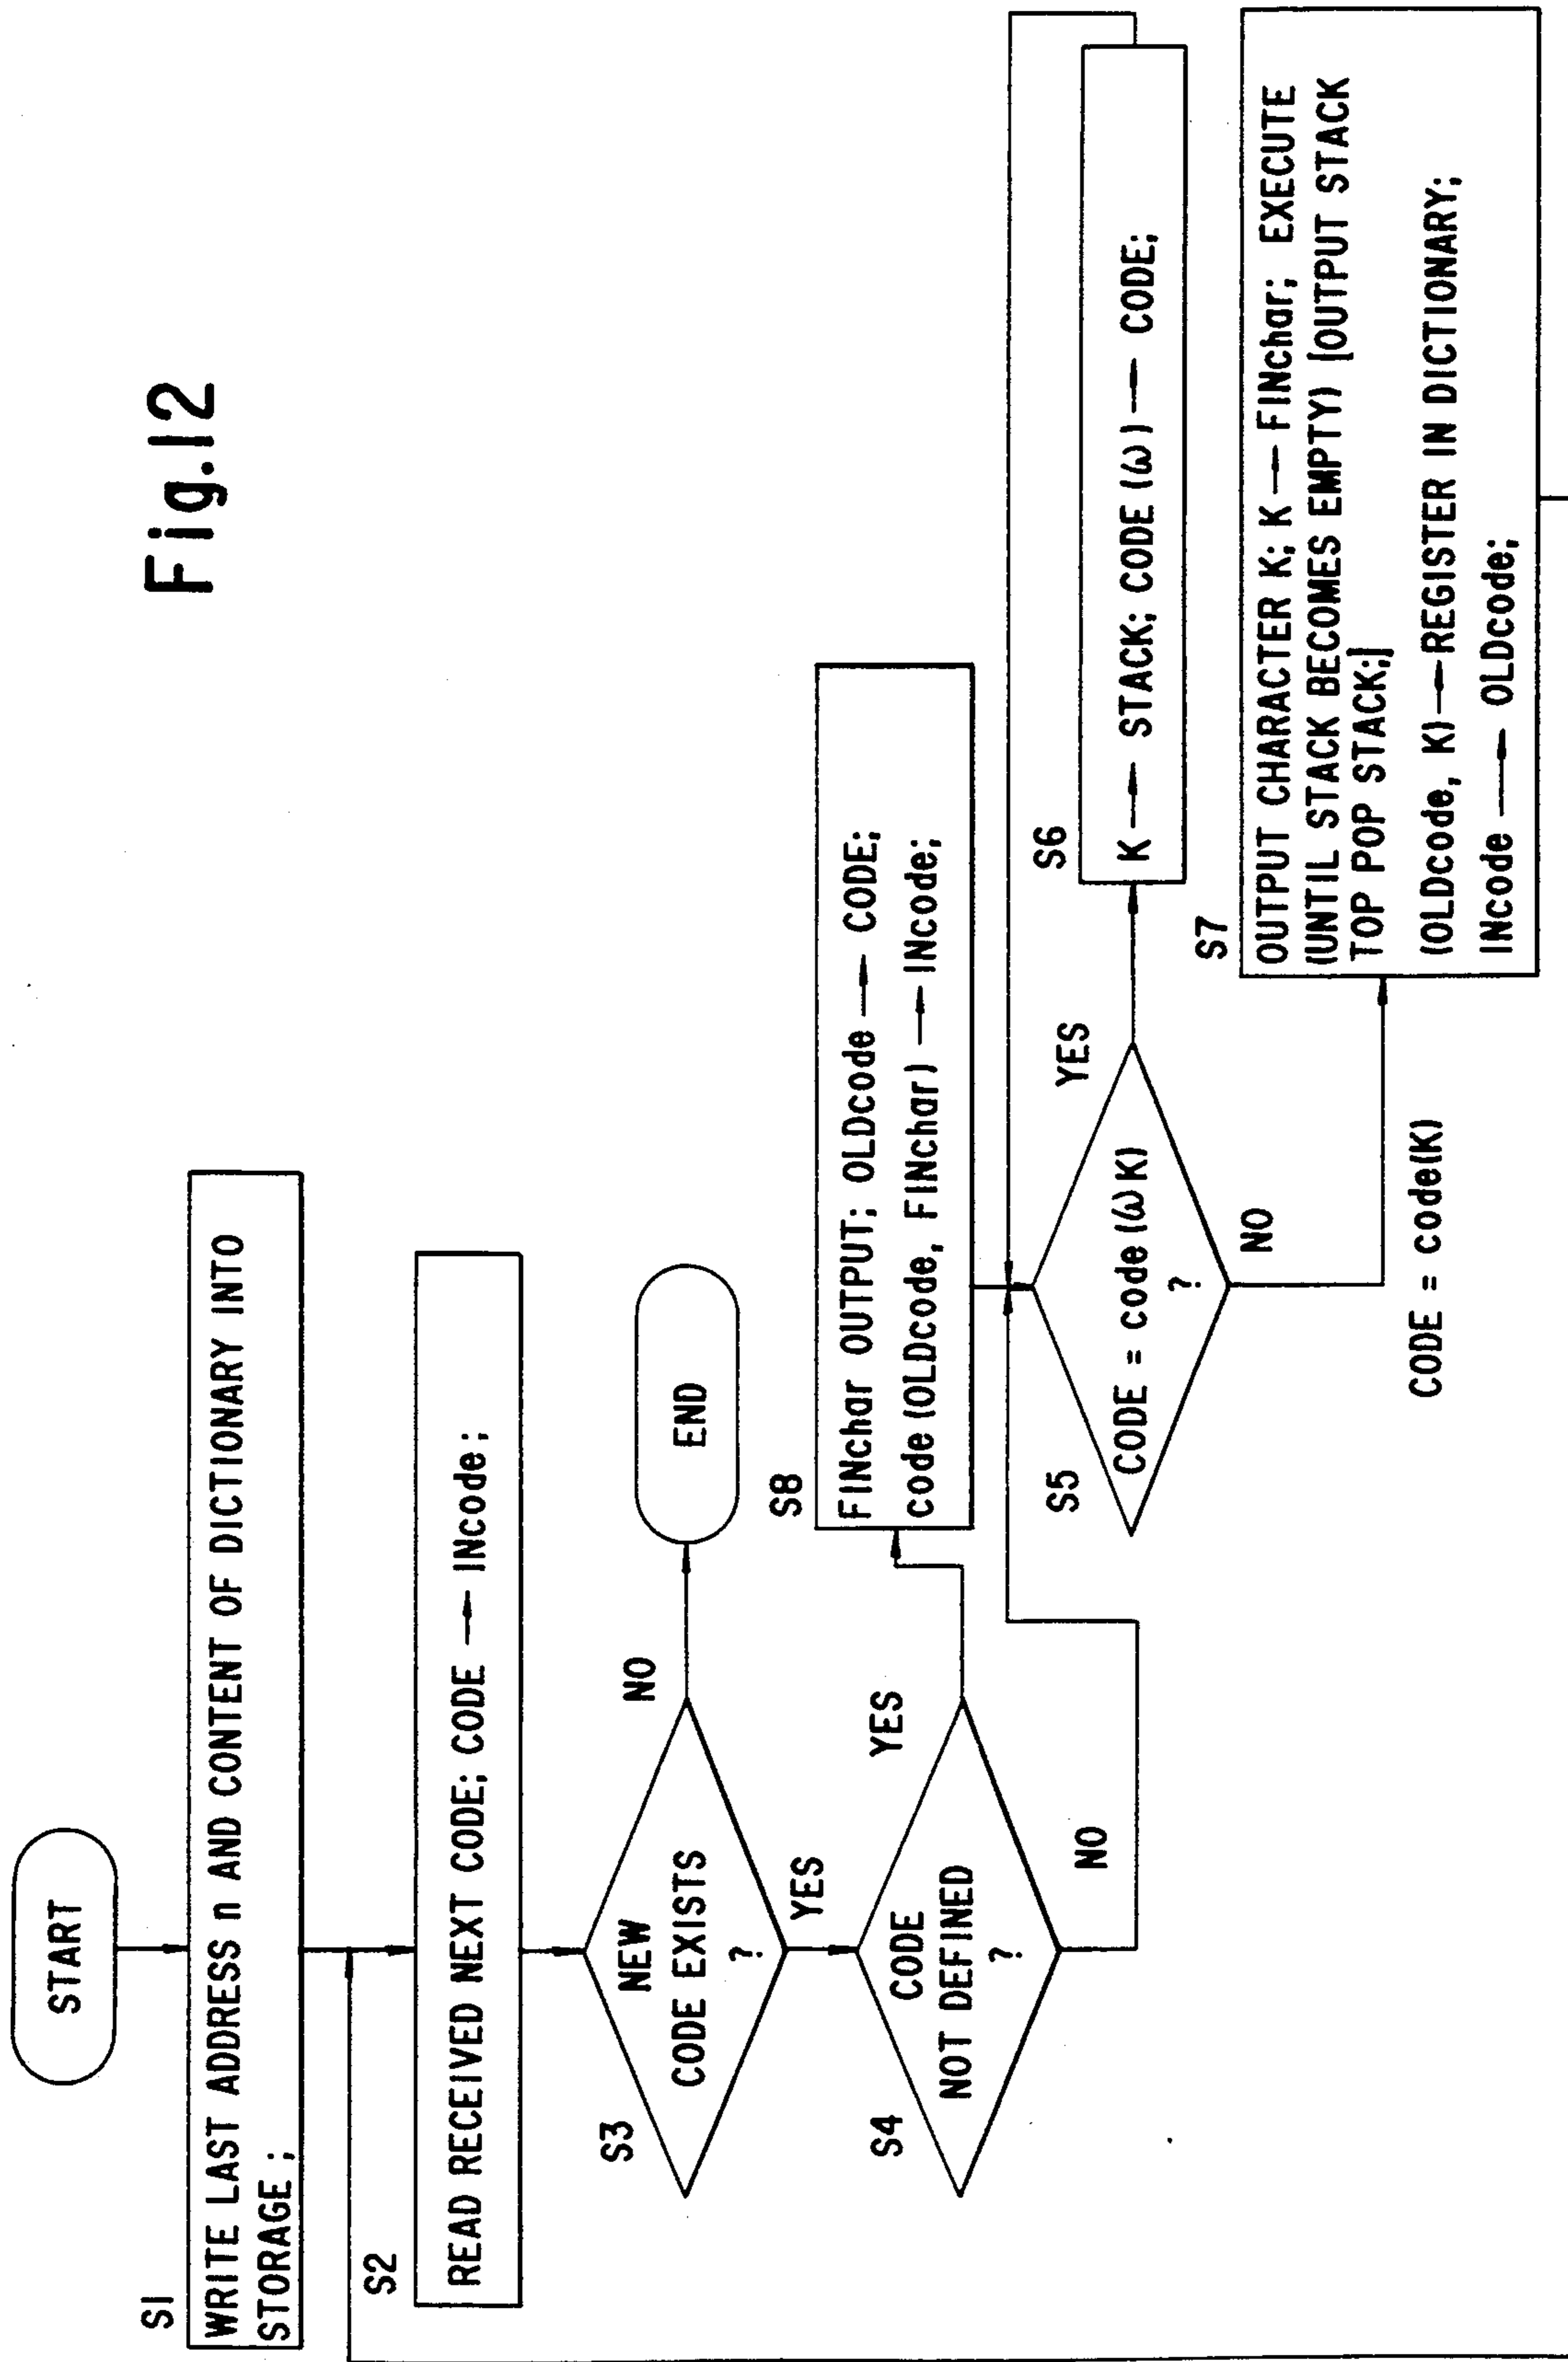 Fig.12
START
S1
WRITE LAST ADDRESS n AND CONTENT OF DICTIONARY INTO
STORAGE ;
S2
READ RECEIVED NEXT CODE; CODE → INcode;
S3
NEW
CODE EXISTS
?
NO
END
YES
S4
CODE
NOT DEFINED
?
YES
NO
S8
FINchar OUTPUT; OLDcode → CODE;
code (OLDcode, FINchar) → INcode;
S5
CODE = code (ωK)
?
YES
NO
S6
K → STACK; CODE (ω) → CODE;
CODE = code(K)
S7
OUTPUT CHARACTER K; K → FINchar; EXECUTE
(UNTIL STACK BECOMES EMPTY) [OUTPUT STACK
TOP POP STACK;]
(OLDcode, K) → REGISTER IN DICTIONARY;
INcode → OLDcode;